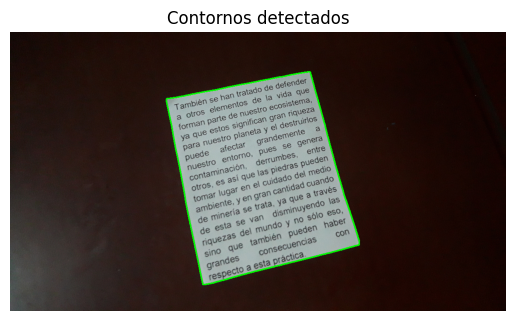 Contornos detectados
También se han tratado de defender
a otros elementos de la vida que
forman parte de nuestro ecosistema,
ya que estos significan gran riqueza
para nuestro planeta y el destruirlos
puede afectar grandemente a
nuestro entorno, pues se genera
contaminación, derrumbes, entre
otros, es así que las piedras pueden
tomar lugar en el cuidado del medio
ambiente, y en gran cantidad cuando
de minería se trata, ya que a través
de esta se van disminuyendo las
riquezas del mundo y no sólo eso,
sino que también pueden haber
grandes consecuencias con
respecto a esta práctica